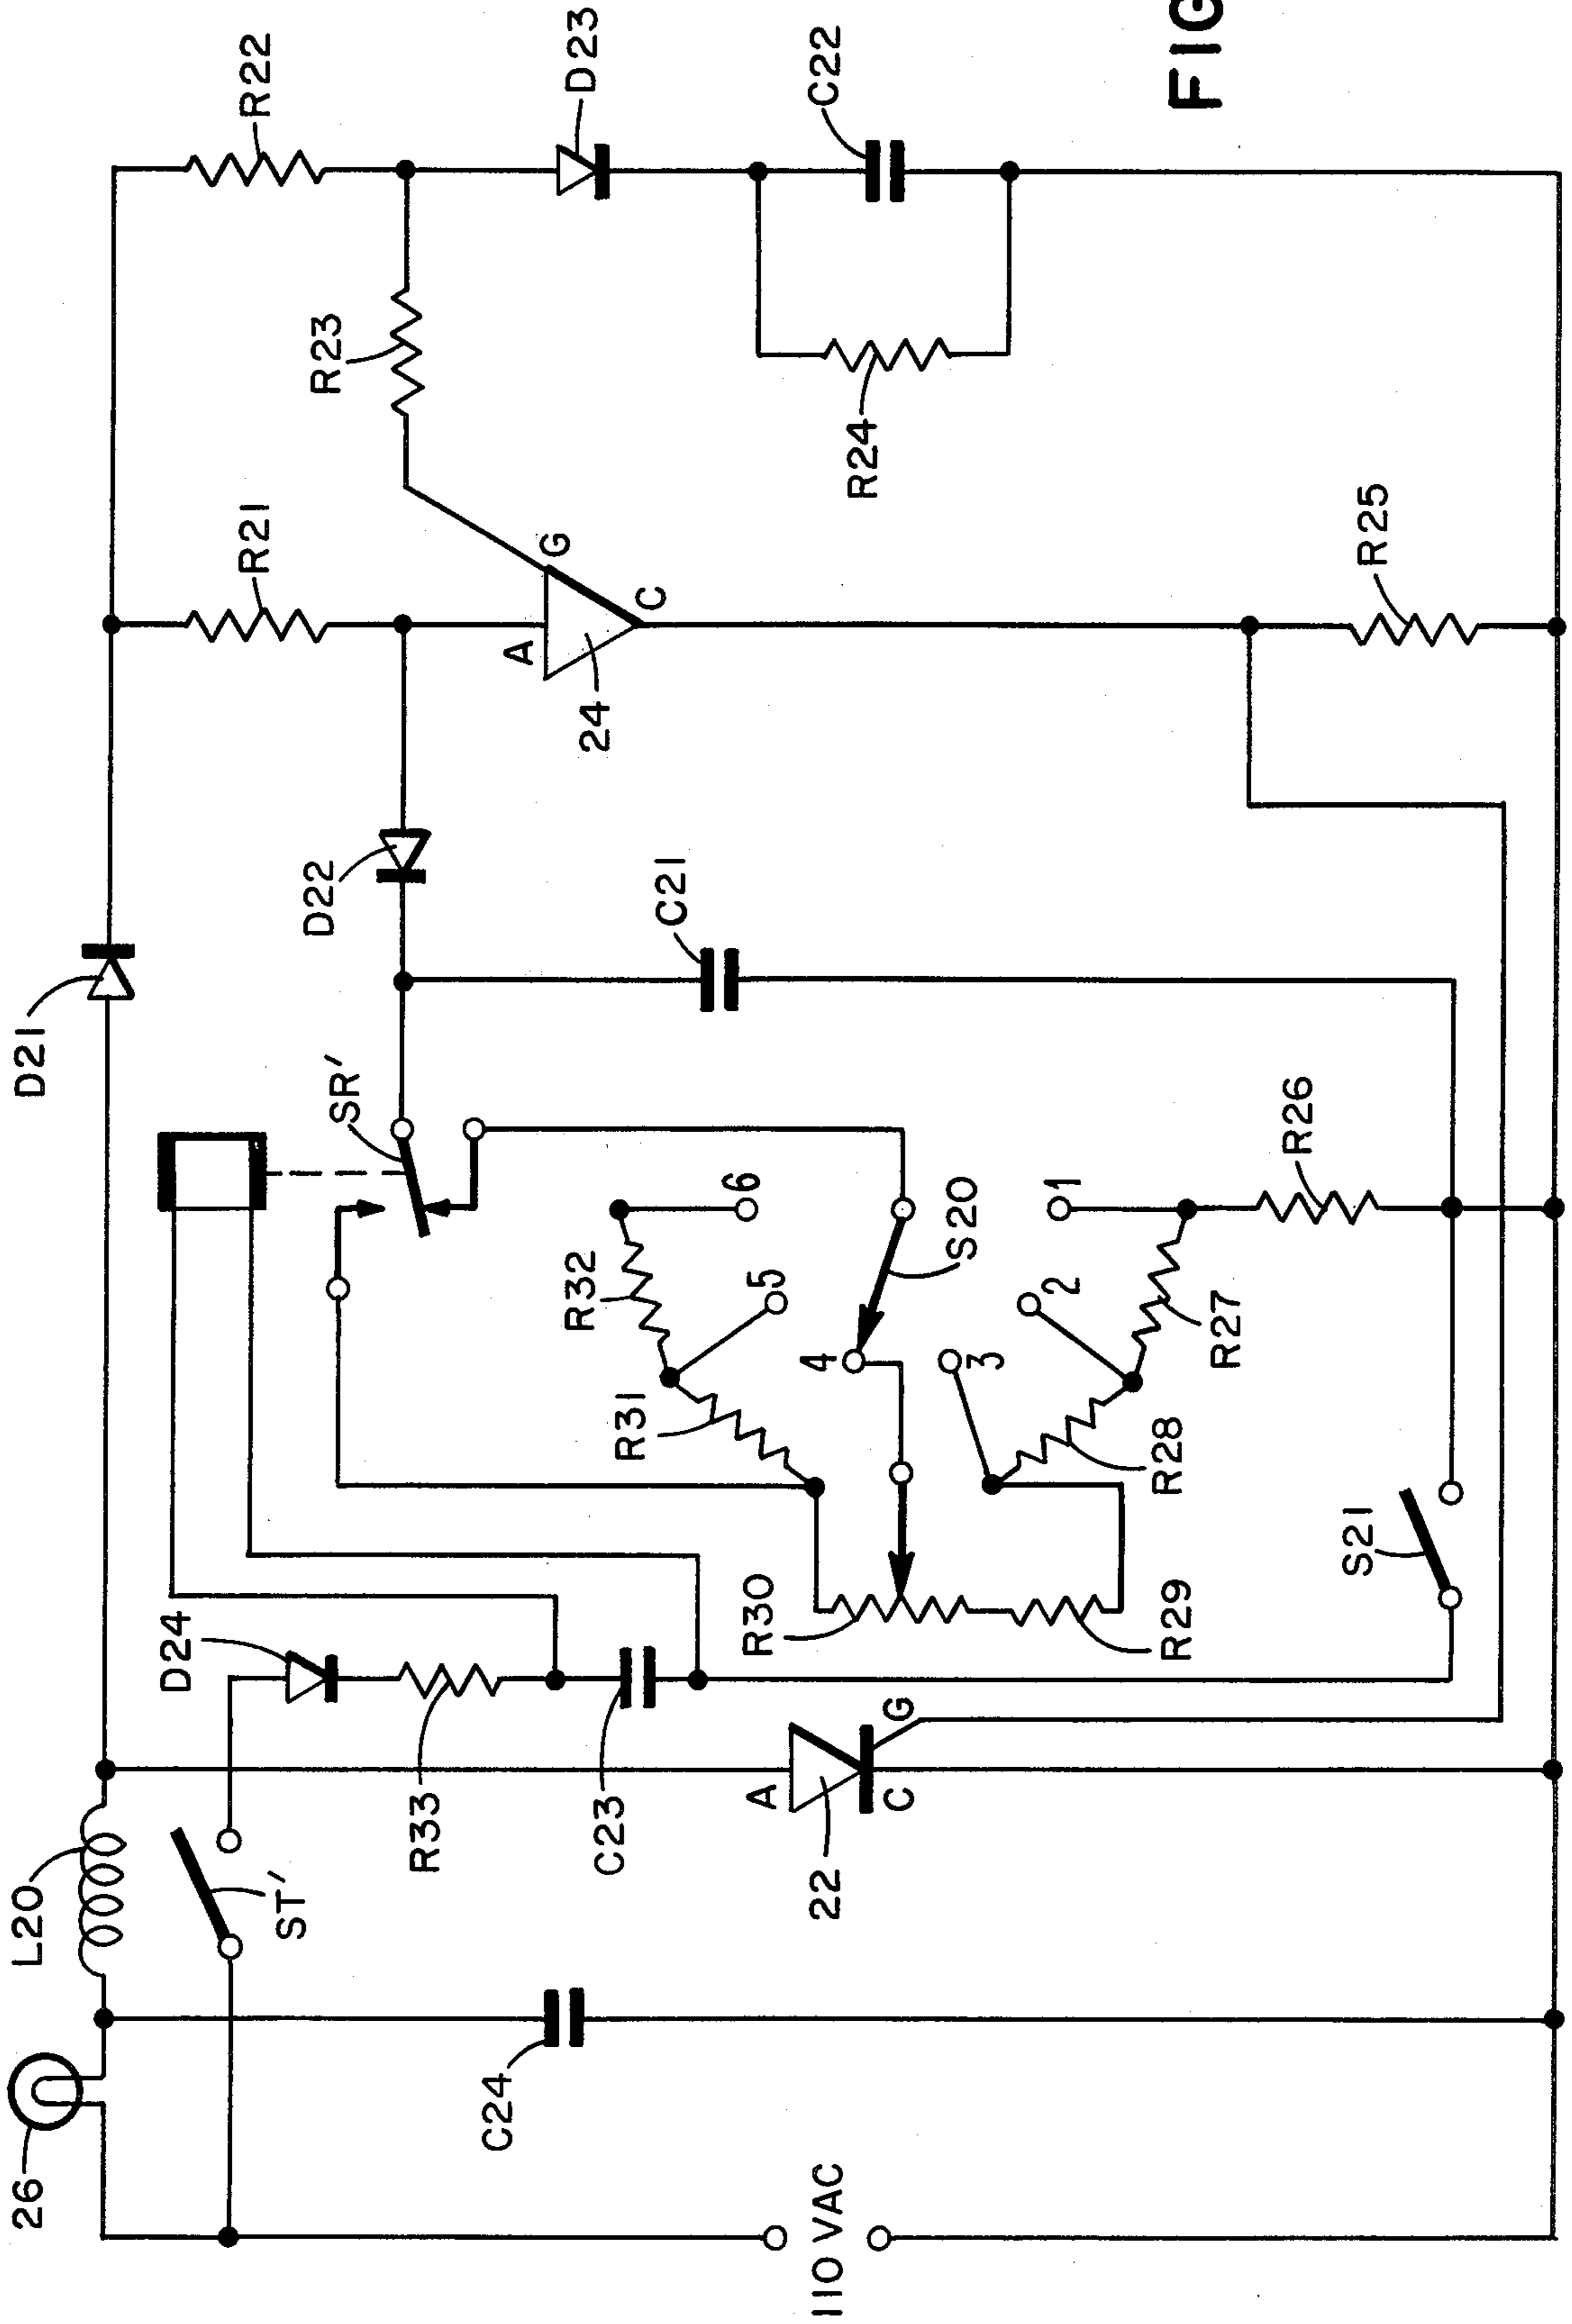 26
L20
D21
R21
R22
ST'
D24
SR'
D22
R23
D23
R33
R32
6
G
A
24
C
C22
C24
C23
R31
5
C21
R24
110 VAC
A
22
C
G
R30
4
S20
3
2
1
R29
R28
R27
R26
R25
S21
FIG